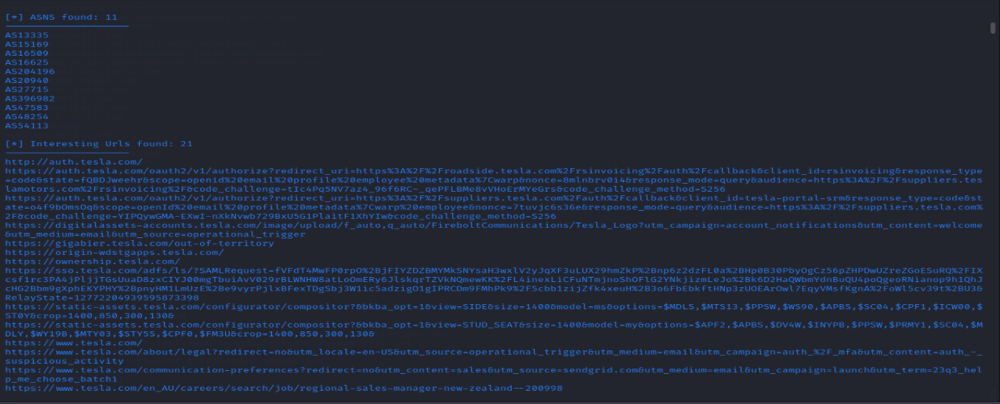 [*] ASNS found: 11
AS13335
AS15169
AS16509
AS16625
AS204196
AS20940
AS27715
AS396982
AS47583
AS48254
AS54113
[*] Interesting Urls found: 21
http://auth.tesla.com/
https://auth.tesla.com/oauth2/v1/authorize?redirect_uri=https%3A%2F%2Froadside.tesla.com%2Frsinvoicing%2Fauth%2Fcallback&client_id=rsinvoicing&response_type
=code&state=fQBDJweehr&scope=openid%20email%20profile%20employee%20metadata%7Cwarp&nonce=8mlnbrv0i4&response_mode=query&audience=https%3A%2F%2Fsuppliers.tes
lamotors.com%2Frsinvoicing%2F&code_challenge=tIc4Pq5NV7az4_96f6RC-_qePFLBMe8vVHoErMYeGrs&code_challenge_method=S256
https://auth.tesla.com/oauth2/v1/authorize?redirect_uri=https%3A%2F%2Fsuppliers.tesla.com%2Fauth%2Fcallback&client_id=tesla-portal-srm&response_type=code&st
ate=o4f9bOmsOq&scope=openId%20email%20profile%20metadata%7Cwarp%20employee&nonce=7tuvjc6s36e&response_mode=query&audience=https%3A%2F%2Fsuppliers.tesla.com%
2F&code_challenge=YIPQywGMA-EXwI-nXkNvwb729BxU5G1PlaitF1XhYIw&code_challenge_method=S256
https://digitalassets-accounts.tesla.com/image/upload/f_auto,q_auto/FireboltCommunications/Tesla_Logo?utm_campaign=account_notifications&utm_content=welcome
&utm_medium=email&utm_source=operational_trigger
https://gigabier.tesla.com/out-of-territory
https://origin-wdstgapps.tesla.com/
https://ownership.tesla.com/
https://sso.tesla.com/adfs/ls/?SAMLRequest=fVFdT4MwFP0rpO%2BjFIYZDZBMYMkSNYsaH3wxlV2yJqXF3uLUX29hmZkP%2Bnp6z2dzFL0a%2BHp0B30PbyOgCz56pZHPDwUZreZGoESuRQ%2FIX
csf1rc3PA4jPljjTGsUuaD8zxCIYJ00mgTbuiAvV029rBLWNHW8atLoOmERy6JlskqrTZVkNQmewKK%2FL4inexLiCFuNTmjnoShOFlG2YNkjizmLeJo%2Bk6D2HaQWbmYdnBuQU4poQgeoRNianop9h1QhJ
cHG2Bbm9gXphEKYPHY%2BpnyHM1LmUzE%2Be9vyrPjlxBFexTDgSbj3W1ic5adzigO1gIPRCDm9FMhPk9%2F5cbb1zijZfk4xeuH%2B3o6FbEbkftHNp3zUOEArOwl7EqyVMsfKgnA%2FoWl5cv39t%2BU3&
RelayState=127722049395958733​98
https://static-assets.tesla.com/configurator/compositor?&bkba_opt=1&view=SIDE&size=1400&model=ms&options=$MDLS,$MTS13,$PPSW,$WS90,$APBS,$SC04,$CPF1,$ICW00,$
ST0Y&crop=1400,850,300,130&
https://static-assets.tesla.com/configurator/compositor?&bkba_opt=1&view=STUD_SEAT&size=1400&model=my&options=$APF2,$APBS,$DV4W,$INYPB,$PPSW,$PRMY1,$SC04,$M
DLY,$WY19B,$MTY03,$STY5S,$CPF0,$FM3U&crop=1400,850,300,130&
https://www.tesla.com/
https://www.tesla.com/about/legal?redirect=no&utm_locale=en-US&utm_source=operational_trigger&utm_medium=email&utm_campaign=auth_%2F_mfa&utm_content=auth_-_
suspicious_activity
https://www.tesla.com/communication-preferences?redirect=no&utm_content=sales&utm_source=sendgrid.com&utm_medium=email&utm_campaign=launch&utm_term=23q3_hel
p_me_choose_batch1
https://www.tesla.com/en_AU/careers/search/job/regional-sales-manager-new-zealand--200998